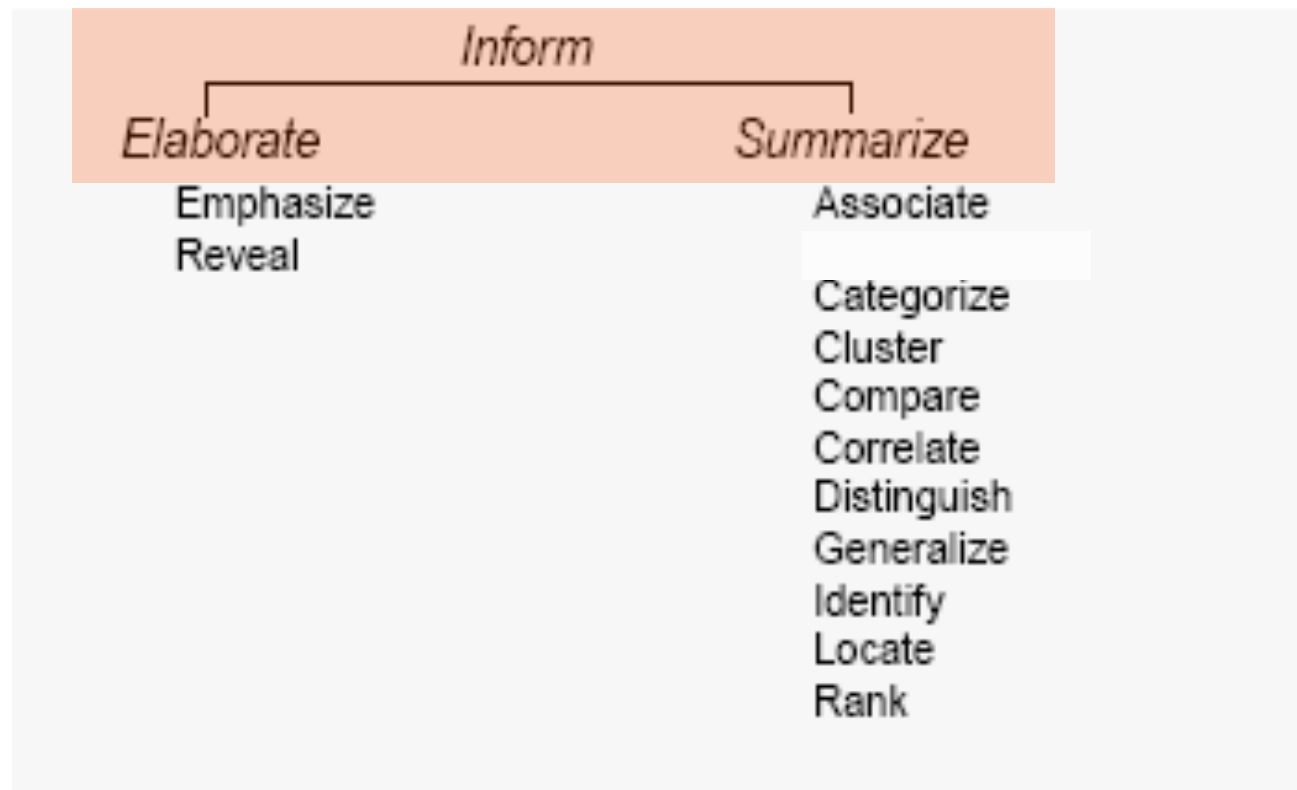 Inform
Elaborate Summarize
Emphasize Associate
Reveal
Categorize
Cluster
Compare
Correlate
Distinguish
Generalize
Identify
Locate
Rank